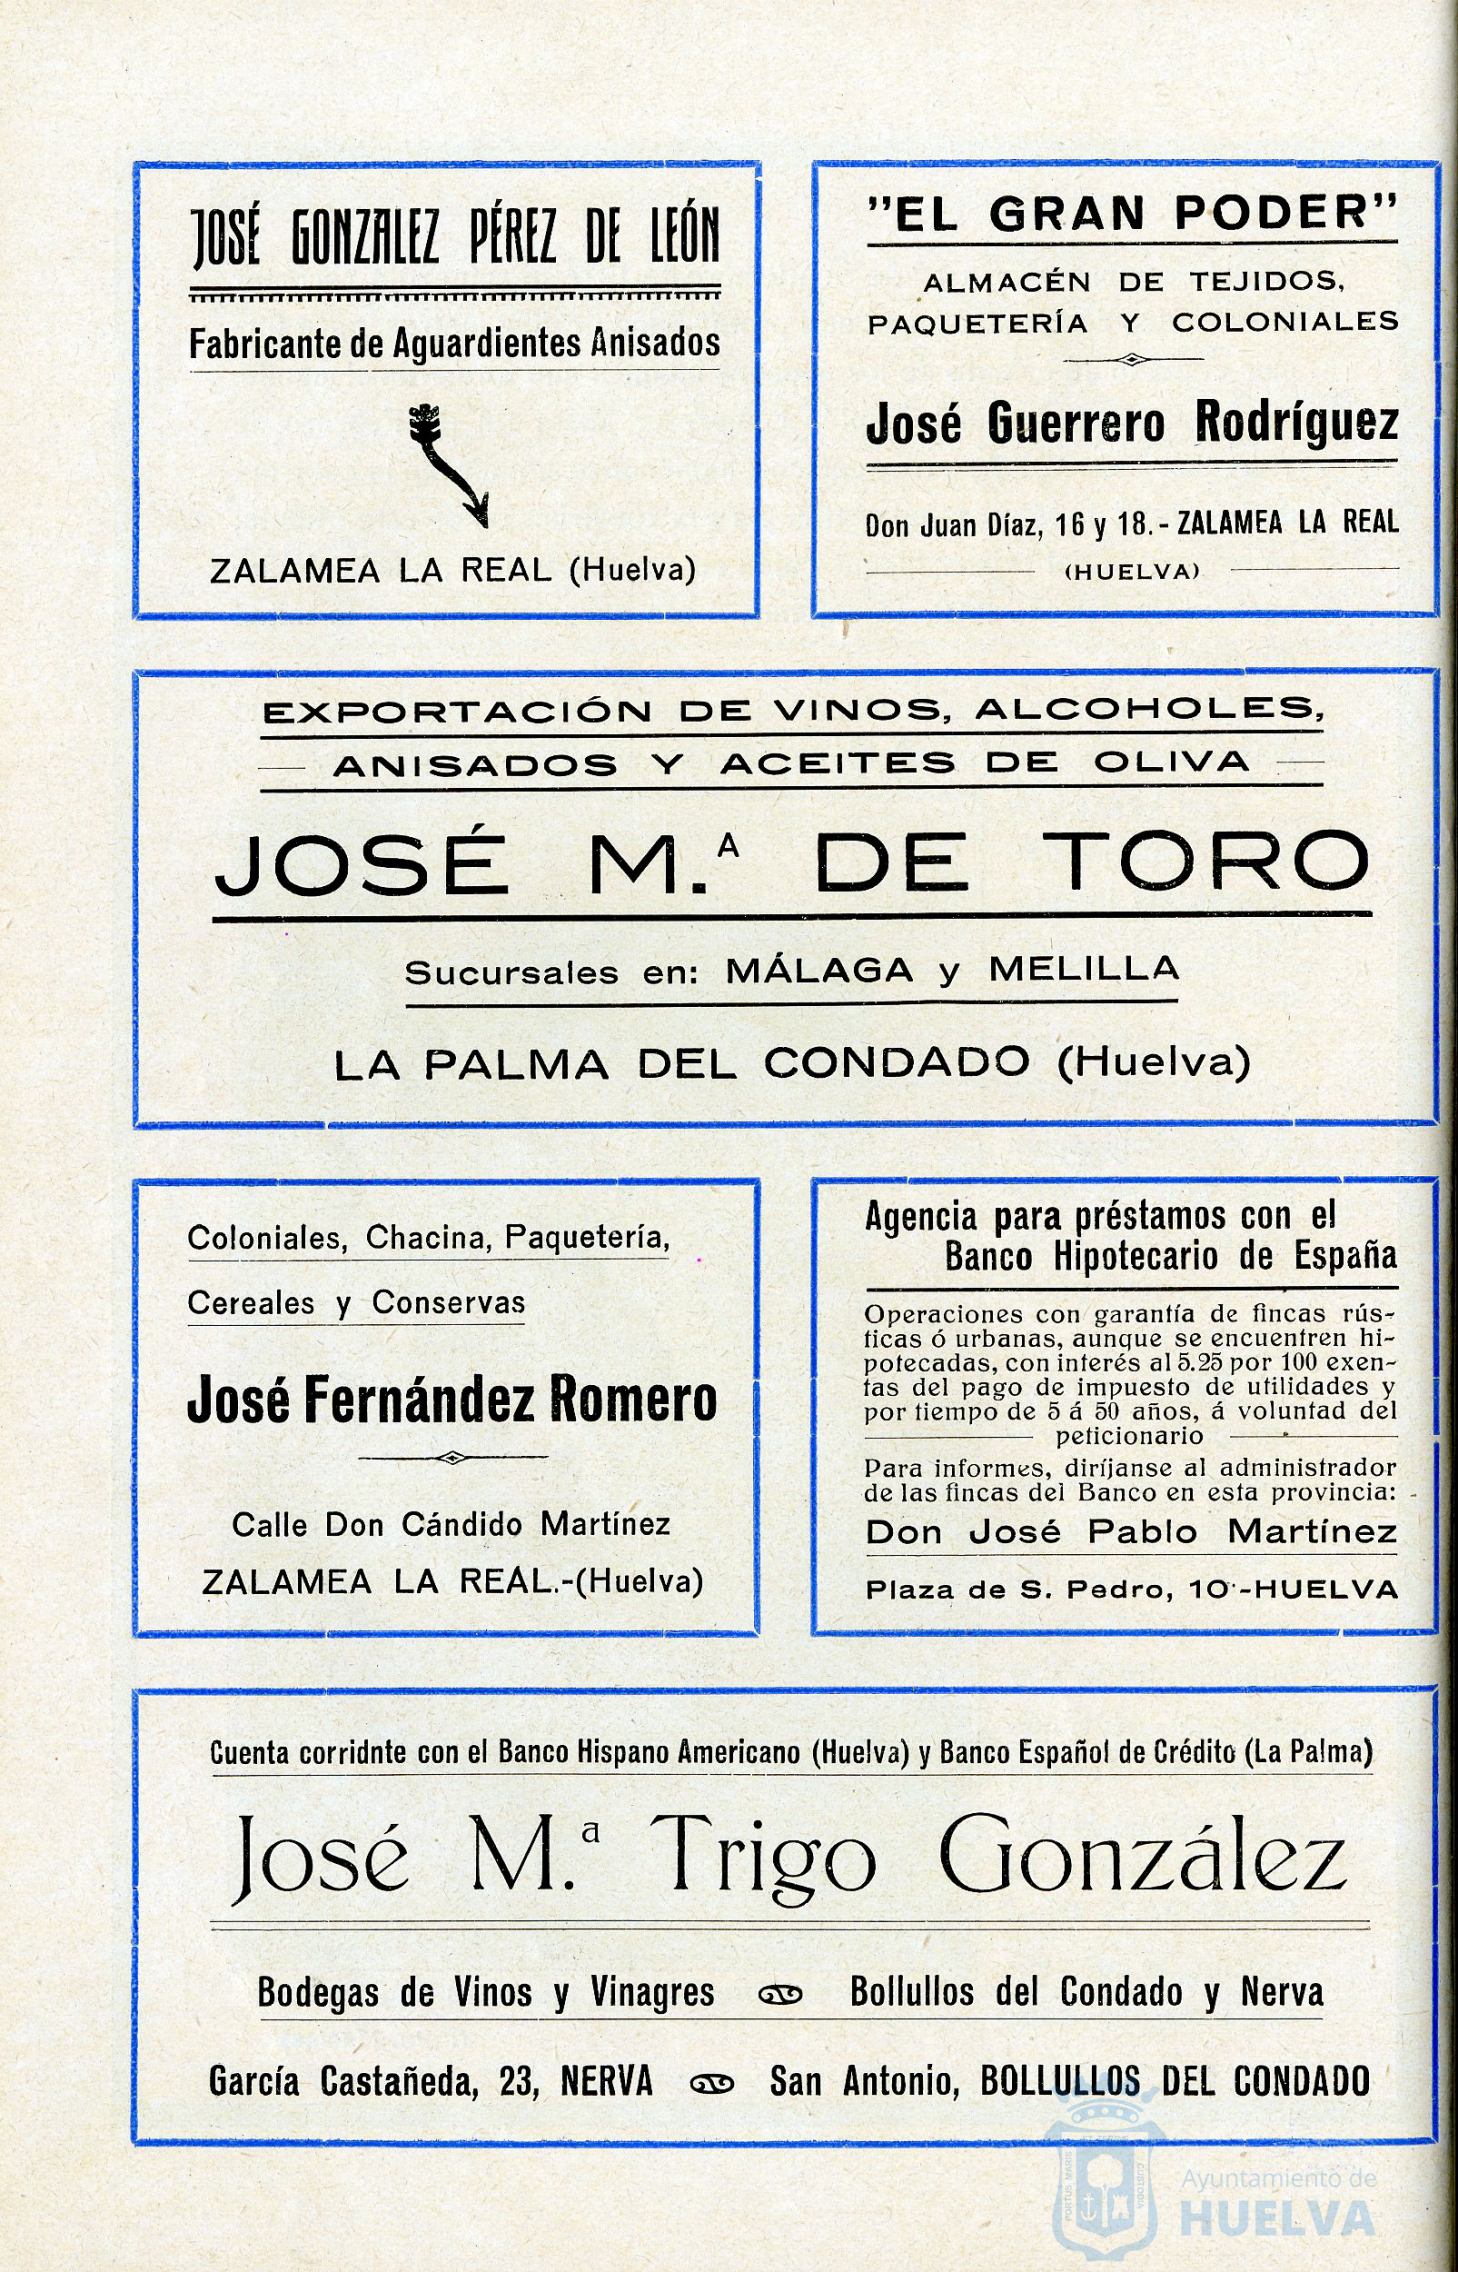 JOSÉ GONZALEZ PÉREZ DE LEÓN
Fabricante de Aguardientes Anisados
ZALAMEA LA REAL (Huelva)
"EL GRAN PODER"
ALMACÉN DE TEJIDOS,
PAQUETERÍA Y COLONIALES
José Guerrero Rodríguez
Don Juan Díaz, 16 y 18.- ZALAMEA LA REAL
(HUELVA)
EXPORTACIÓN DE VINOS, ALCOHOLES,
ANISADOS Y ACEITES DE OLIVA
JOSÉ M.ª DE TORO
Sucursales en: MÁLAGA y MELILLA
LA PALMA DEL CONDADO (Huelva)
Coloniales, Chacina, Paquetería,
Cereales y Conservas
José Fernández Romero
Calle Don Cándido Martínez
ZALAMEA LA REAL.-(Huelva)
Agencia para préstamos con el
Banco Hipotecario de España
Operaciones con garantía de fincas rús-
ticas ó urbanas, aunque se encuentren hi-
potecadas, con interés al 5.25 por 100 exen-
tas del pago de impuesto de utilidades y
por tiempo de 5 á 50 años, á voluntad del
peticionario
Para informes, diríjanse al administrador
de las fincas del Banco en esta provincia:
Don José Pablo Martínez
Plaza de S. Pedro, 10.-HUELVA
Cuenta corridnte con el Banco Hispano Americano (Huelva) y Banco Español de Crédito (La Palma)
José M.ª Trigo González
Bodegas de Vinos y Vinagres Bollullos del Condado y Nerva
García Castañeda, 23, NERVA San Antonio, BOLLULLOS DEL CONDADO
PORTUS MARIS
CUSTODIA
Ayuntamiento de
HUELVA